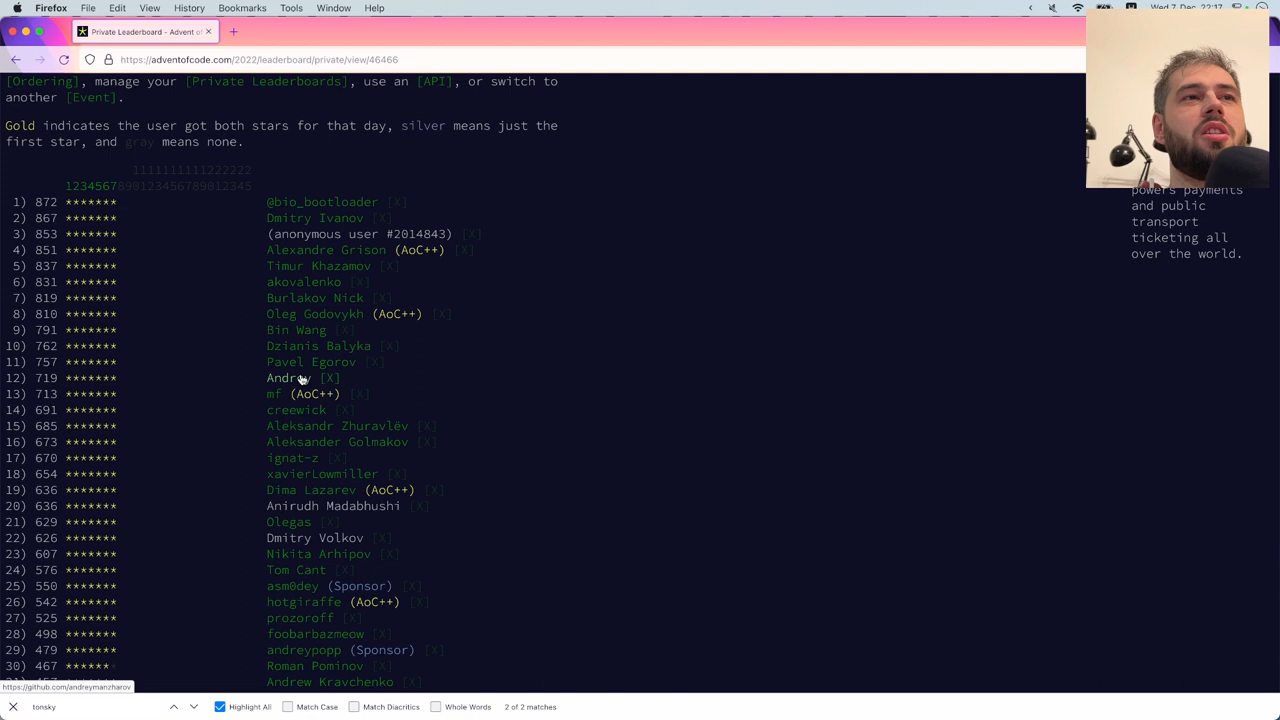 Firefox File Edit View History Bookmarks Tools Window Help
Wed 7. Dec 22:17
Private Leaderboard - Advent of
https://adventofcode.com/2022/leaderboard/private/view/46466
[Ordering], manage your [Private Leaderboards], use an [API], or switch to
another [Event].
Gold indicates the user got both stars for that day, silver means just the
first star, and gray means none.
1111111111222222
1234567890123456789012345
1) 872 ******* @bio_bootloader [X]
2) 867 ******* Dmitry Ivanov [X]
3) 853 ******* (anonymous user #2014843) [X]
4) 851 ******* Alexandre Grison (AoC++) [X]
5) 837 ******* Timur Khazamov [X]
6) 831 ******* akovalenko [X]
7) 819 ******* Burlakov Nick [X]
8) 810 ******* Oleg Godovykh (AoC++) [X]
9) 791 ******* Bin Wang [X]
10) 762 ******* Dzianis Balyka [X]
11) 757 ******* Pavel Egorov [X]
12) 719 ******* Andrey [X]
13) 713 ******* mf (AoC++) [X]
14) 691 ******* creewick [X]
15) 685 ******* Aleksandr Zhuravlёv [X]
16) 673 ******* Aleksander Golmakov [X]
17) 670 ******* ignat-z [X]
18) 654 ******* xavierLowmiller [X]
19) 636 ******* Dima Lazarev (AoC++) [X]
20) 636 ******* Anirudh Madabhushi [X]
21) 629 ******* Olegas [X]
22) 626 ******* Dmitry Volkov [X]
23) 607 ******* Nikita Arhipov [X]
24) 576 ******* Tom Cant [X]
25) 550 ******* asm0dey (Sponsor) [X]
26) 542 ******* hotgiraffe (AoC++) [X]
27) 525 ******* prozoroff [X]
28) 498 ******* foobarbazmeow [X]
29) 479 ******* andreypopp (Sponsor) [X]
30) 467 ******* Roman Pominov [X]
Andrew Kravchenko [X]
powers payments
and public
transport
ticketing all
over the world.
https://github.com/andreymanzharov
tonsky Highlight All Match Case Match Diacritics Whole Words 2 of 2 matches